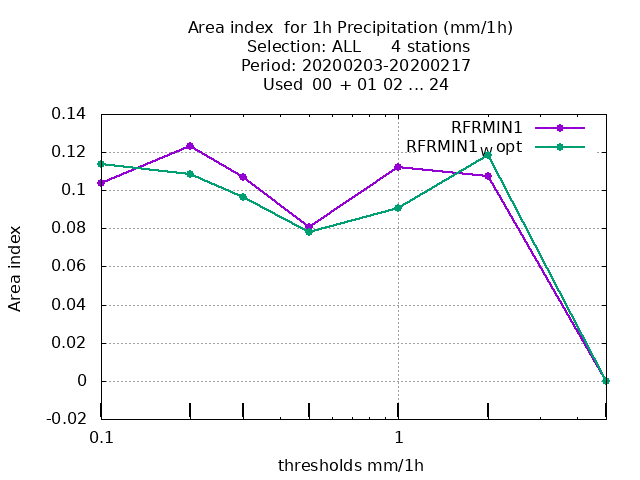 Area index  for 1h Precipitation (mm/1h)
Selection: ALL      4 stations
Period: 20200203-20200217
Used  00 + 01 02 ... 24
0.14
0.12
0.1
0.08
0.06
0.04
0.02
0
-0.02
Area index
RFRMIN1
RFRMIN1wopt
0.1
1
thresholds mm/1h